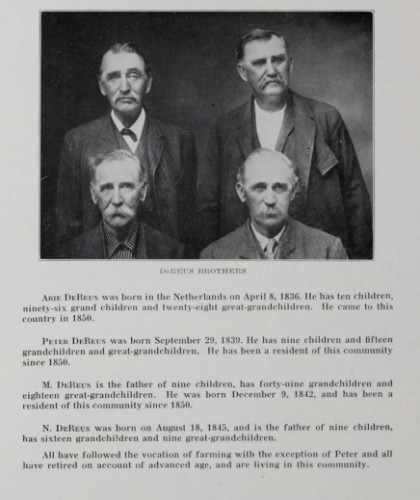 DeREUS BROTHERS
ARIE DEREUS was born in the Netherlands on April 8, 1836. He has ten children,
ninety-six grand children and twenty-eight great-grandchildren. He came to this
country in 1850.
PETER DEREUS was born September 29, 1839. He has nine children and fifteen
grandchildren and great-grandchildren. He has been a resident of this community
since 1850.
M. DEREUS is the father of nine children, has forty-nine grandchildren and
eighteen great-grandchildren. He was born December 9, 1842, and has been a
resident of this community since 1850.
N. DEREUS was born on August 18, 1845, and is the father of nine children,
has sixteen grandchildren and nine great-grandchildren.
All have followed the vocation of farming with the exception of Peter and all
have retired on account of advanced age, and are living in this community.